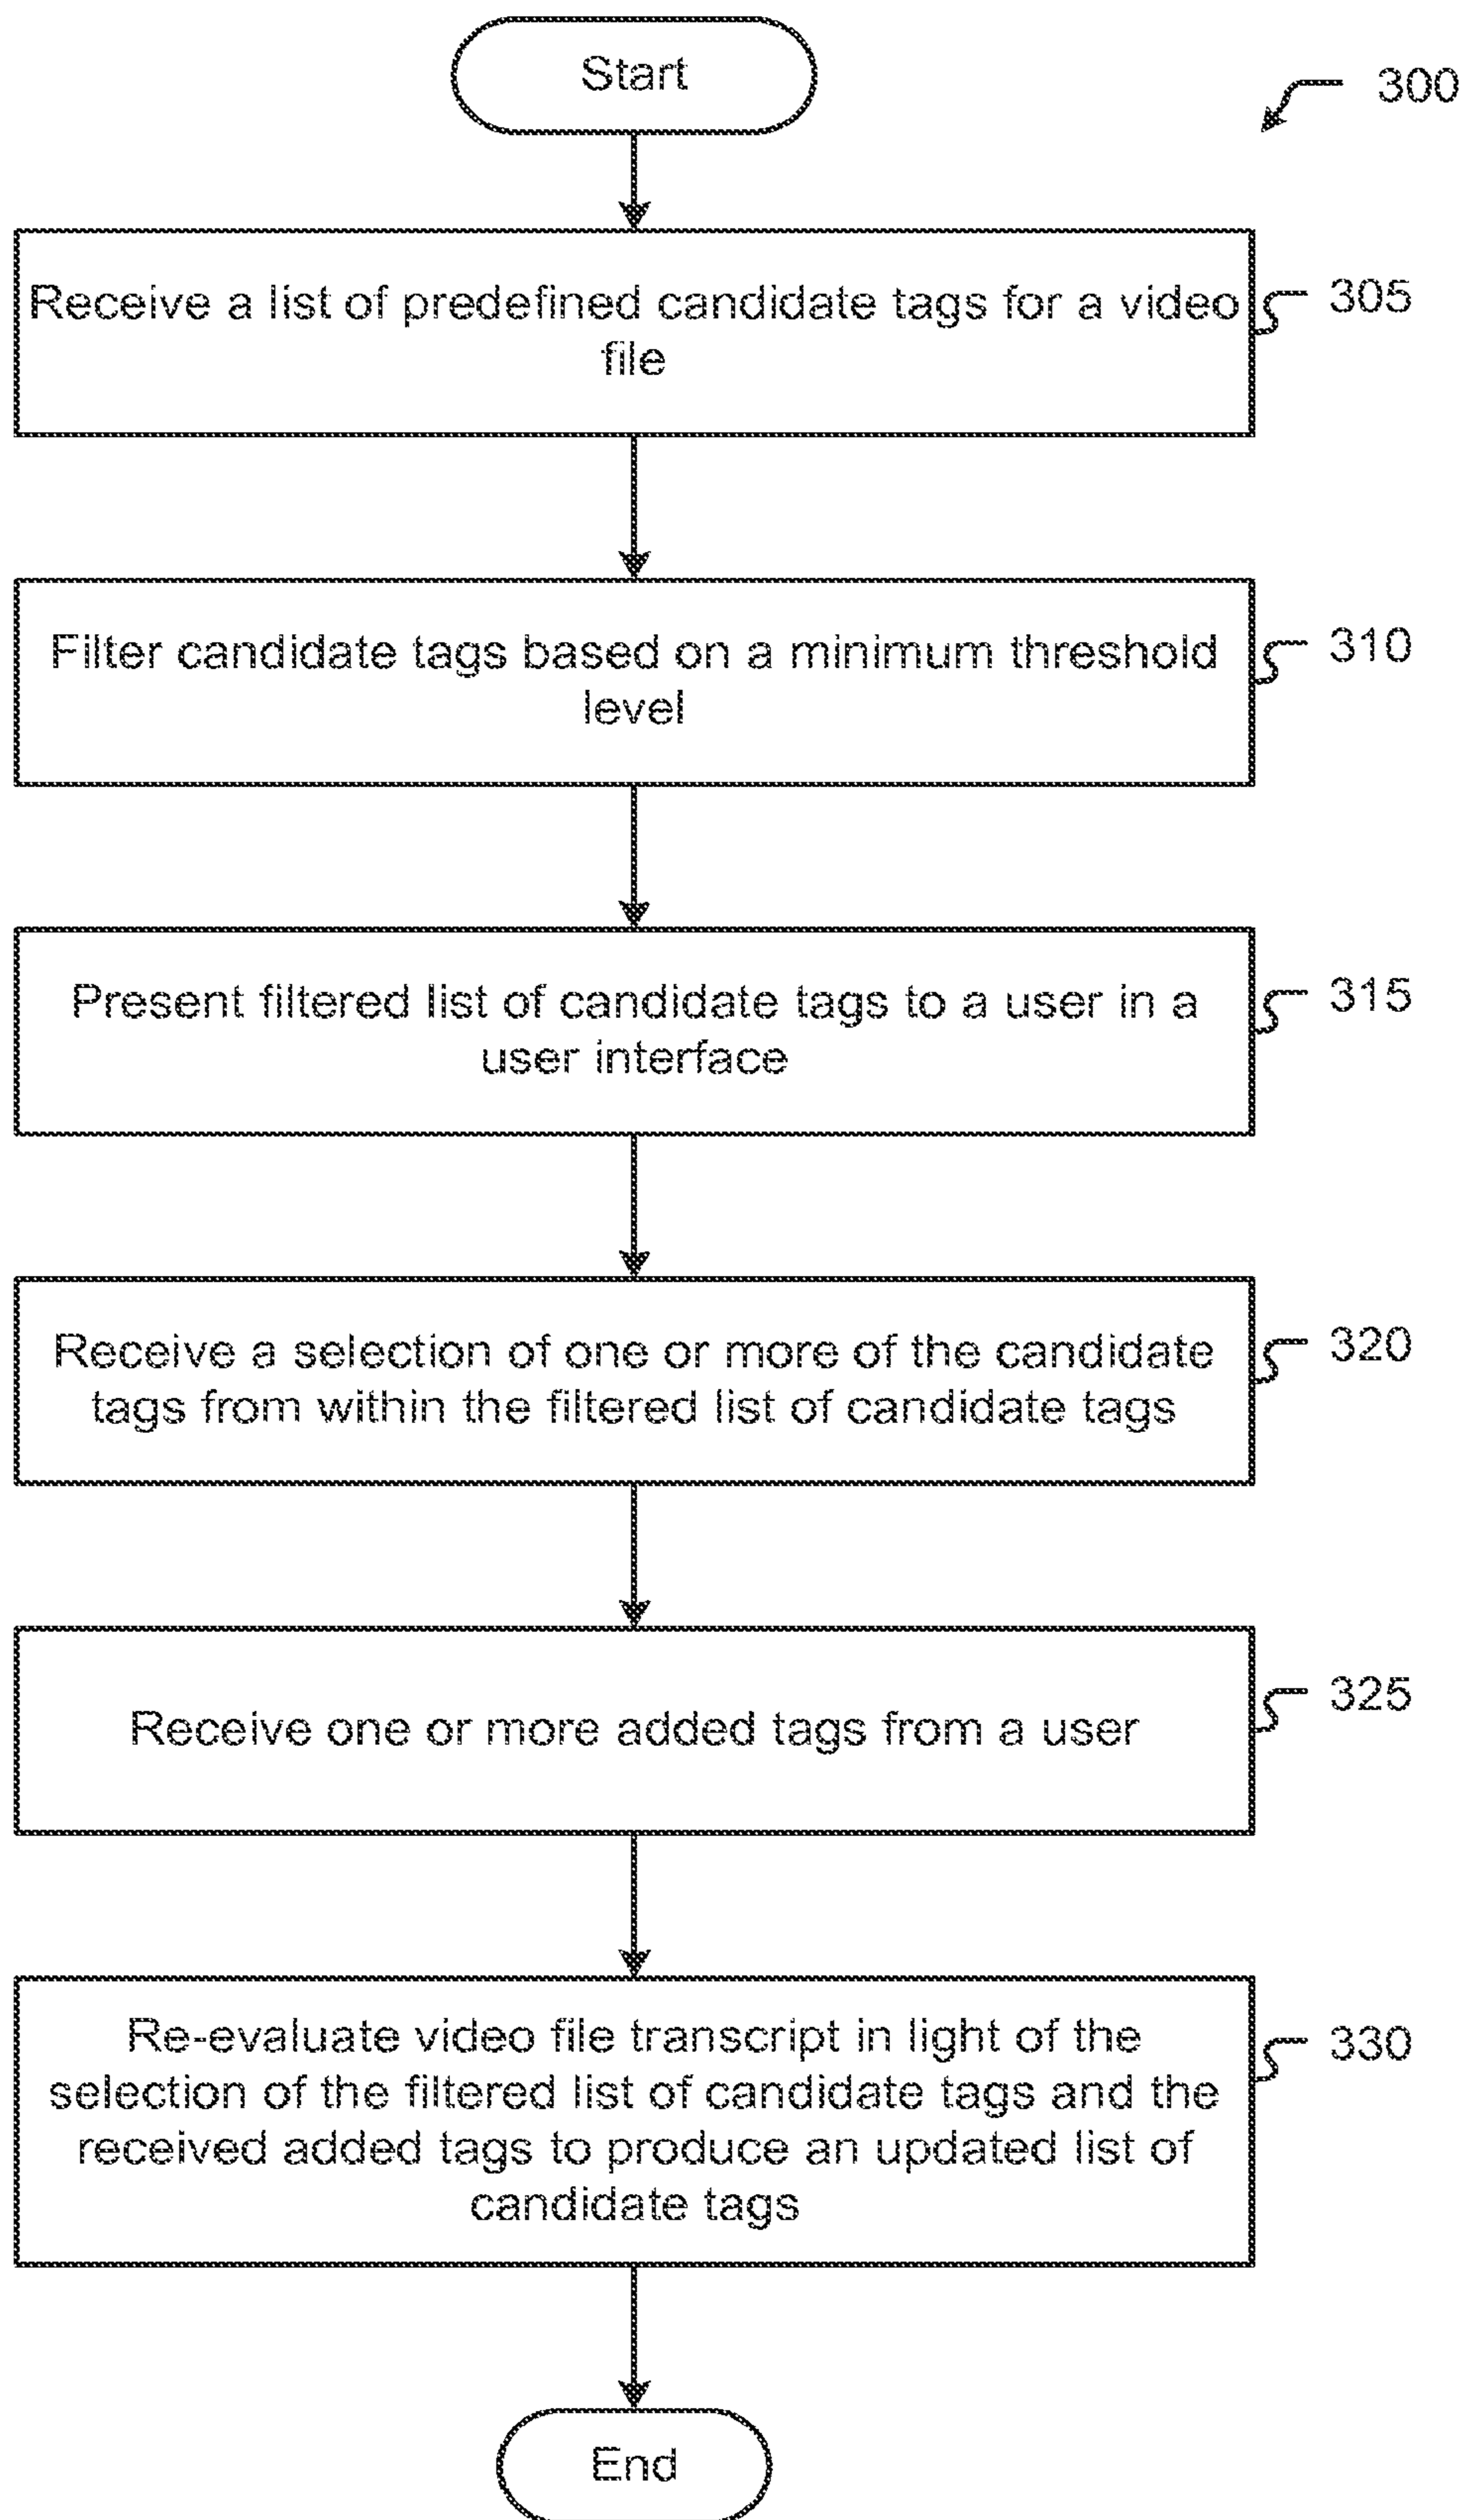 Start
300
Receive a list of predefined candidate tags for a video
file
305
Filter candidate tags based on a minimum threshold
level
310
Present filtered list of candidate tags to a user in a
user interface
315
Receive a selection of one or more of the candidate
tags from within the filtered list of candidate tags
320
Receive one or more added tags from a user
325
Re-evaluate video file transcript in light of the
selection of the filtered list of candidate tags and the
received added tags to produce an updated list of
candidate tags
330
End